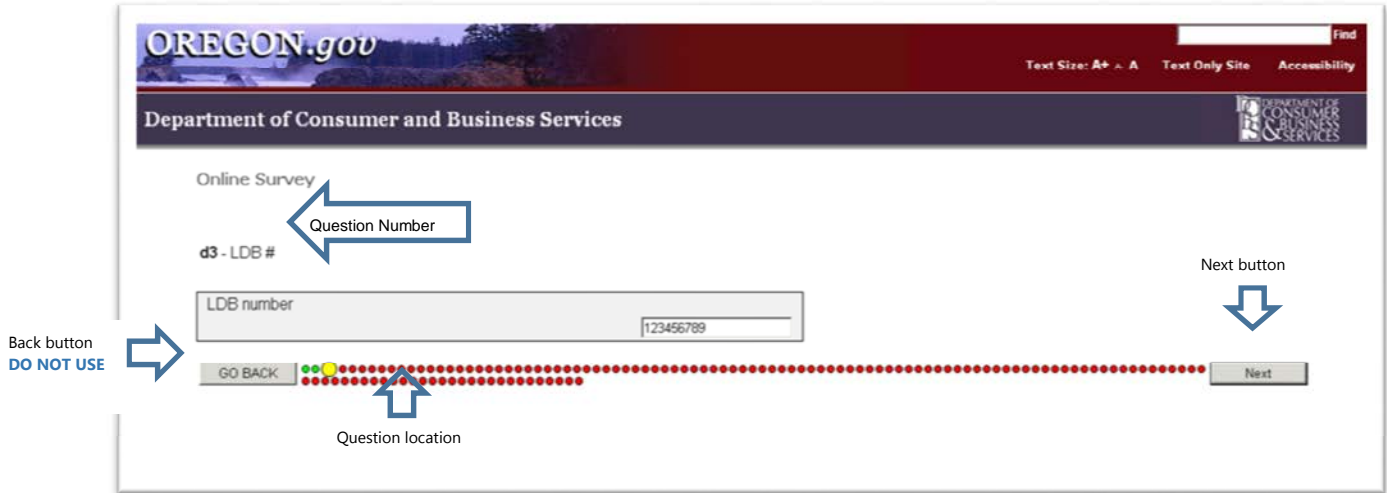 OREGON.gov
Find
Text Size: A+ A Text Only Site Accessibility
Department of Consumer and Business Services
DEPARTMENT OF
CONSUMER
& BUSINESS
SERVICES
Online Survey
Question Number
d3 - LDB #
Next button
LDB number
123456789
Back button
DO NOT USE
GO BACK
Next
Question location